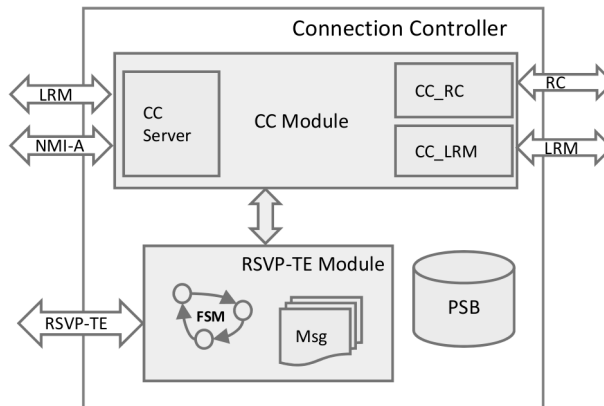 Connection Controller
LRM
NMI-A
CC
Server
CC Module
CC_RC
CC_LRM
RC
LRM
RSVP-TE Module
RSVP-TE
FSM
Msg
PSB